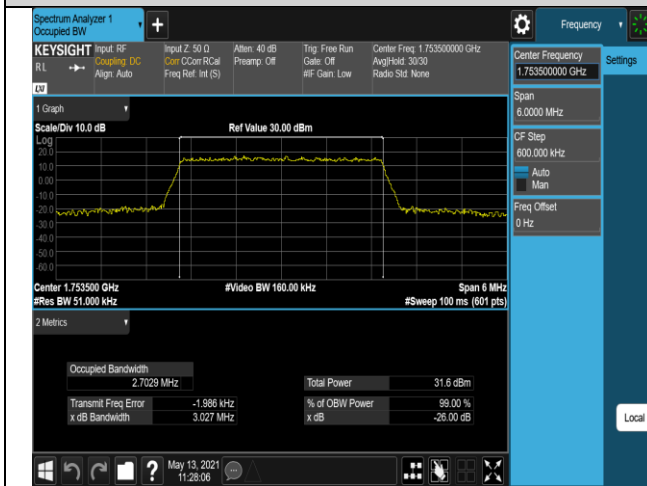 Spectrum Analyzer 1
Occupied BW
+
Frequency
KEYSIGHT
RL
Input: RF
Coupling: DC
Align: Auto
Input Z: 50 Ω
Corr CCorr RCal
Freq Ref: Int (S)
Atten: 40 dB
Preamp: Off
Trig: Free Run
Gate: Off
#IF Gain: Low
Center Freq: 1.753500000 GHz
Avg|Hold: 30/30
Radio Std: None
LXI
1 Graph
Scale/Div 10.0 dB
Ref Value 30.00 dBm
Log
20.0
10.0
0.00
-10.0
-20.0
-30.0
-40.0
-50.0
-60.0
Center 1.753500 GHz
#Video BW 160.00 kHz
Span 6 MHz
#Res BW 51.000 kHz
#Sweep 100 ms (601 pts)
2 Metrics
Occupied Bandwidth
2.7029 MHz
Total Power 31.6 dBm
Transmit Freq Error -1.986 kHz
% of OBW Power 99.00 %
x dB Bandwidth 3.027 MHz
x dB -26.00 dB
Center Frequency
1.753500000 GHz
Settings
Span
6.0000 MHz
CF Step
600.000 kHz
Auto
Man
Freq Offset
0 Hz
Local
?
May 13, 2021
11:28:06